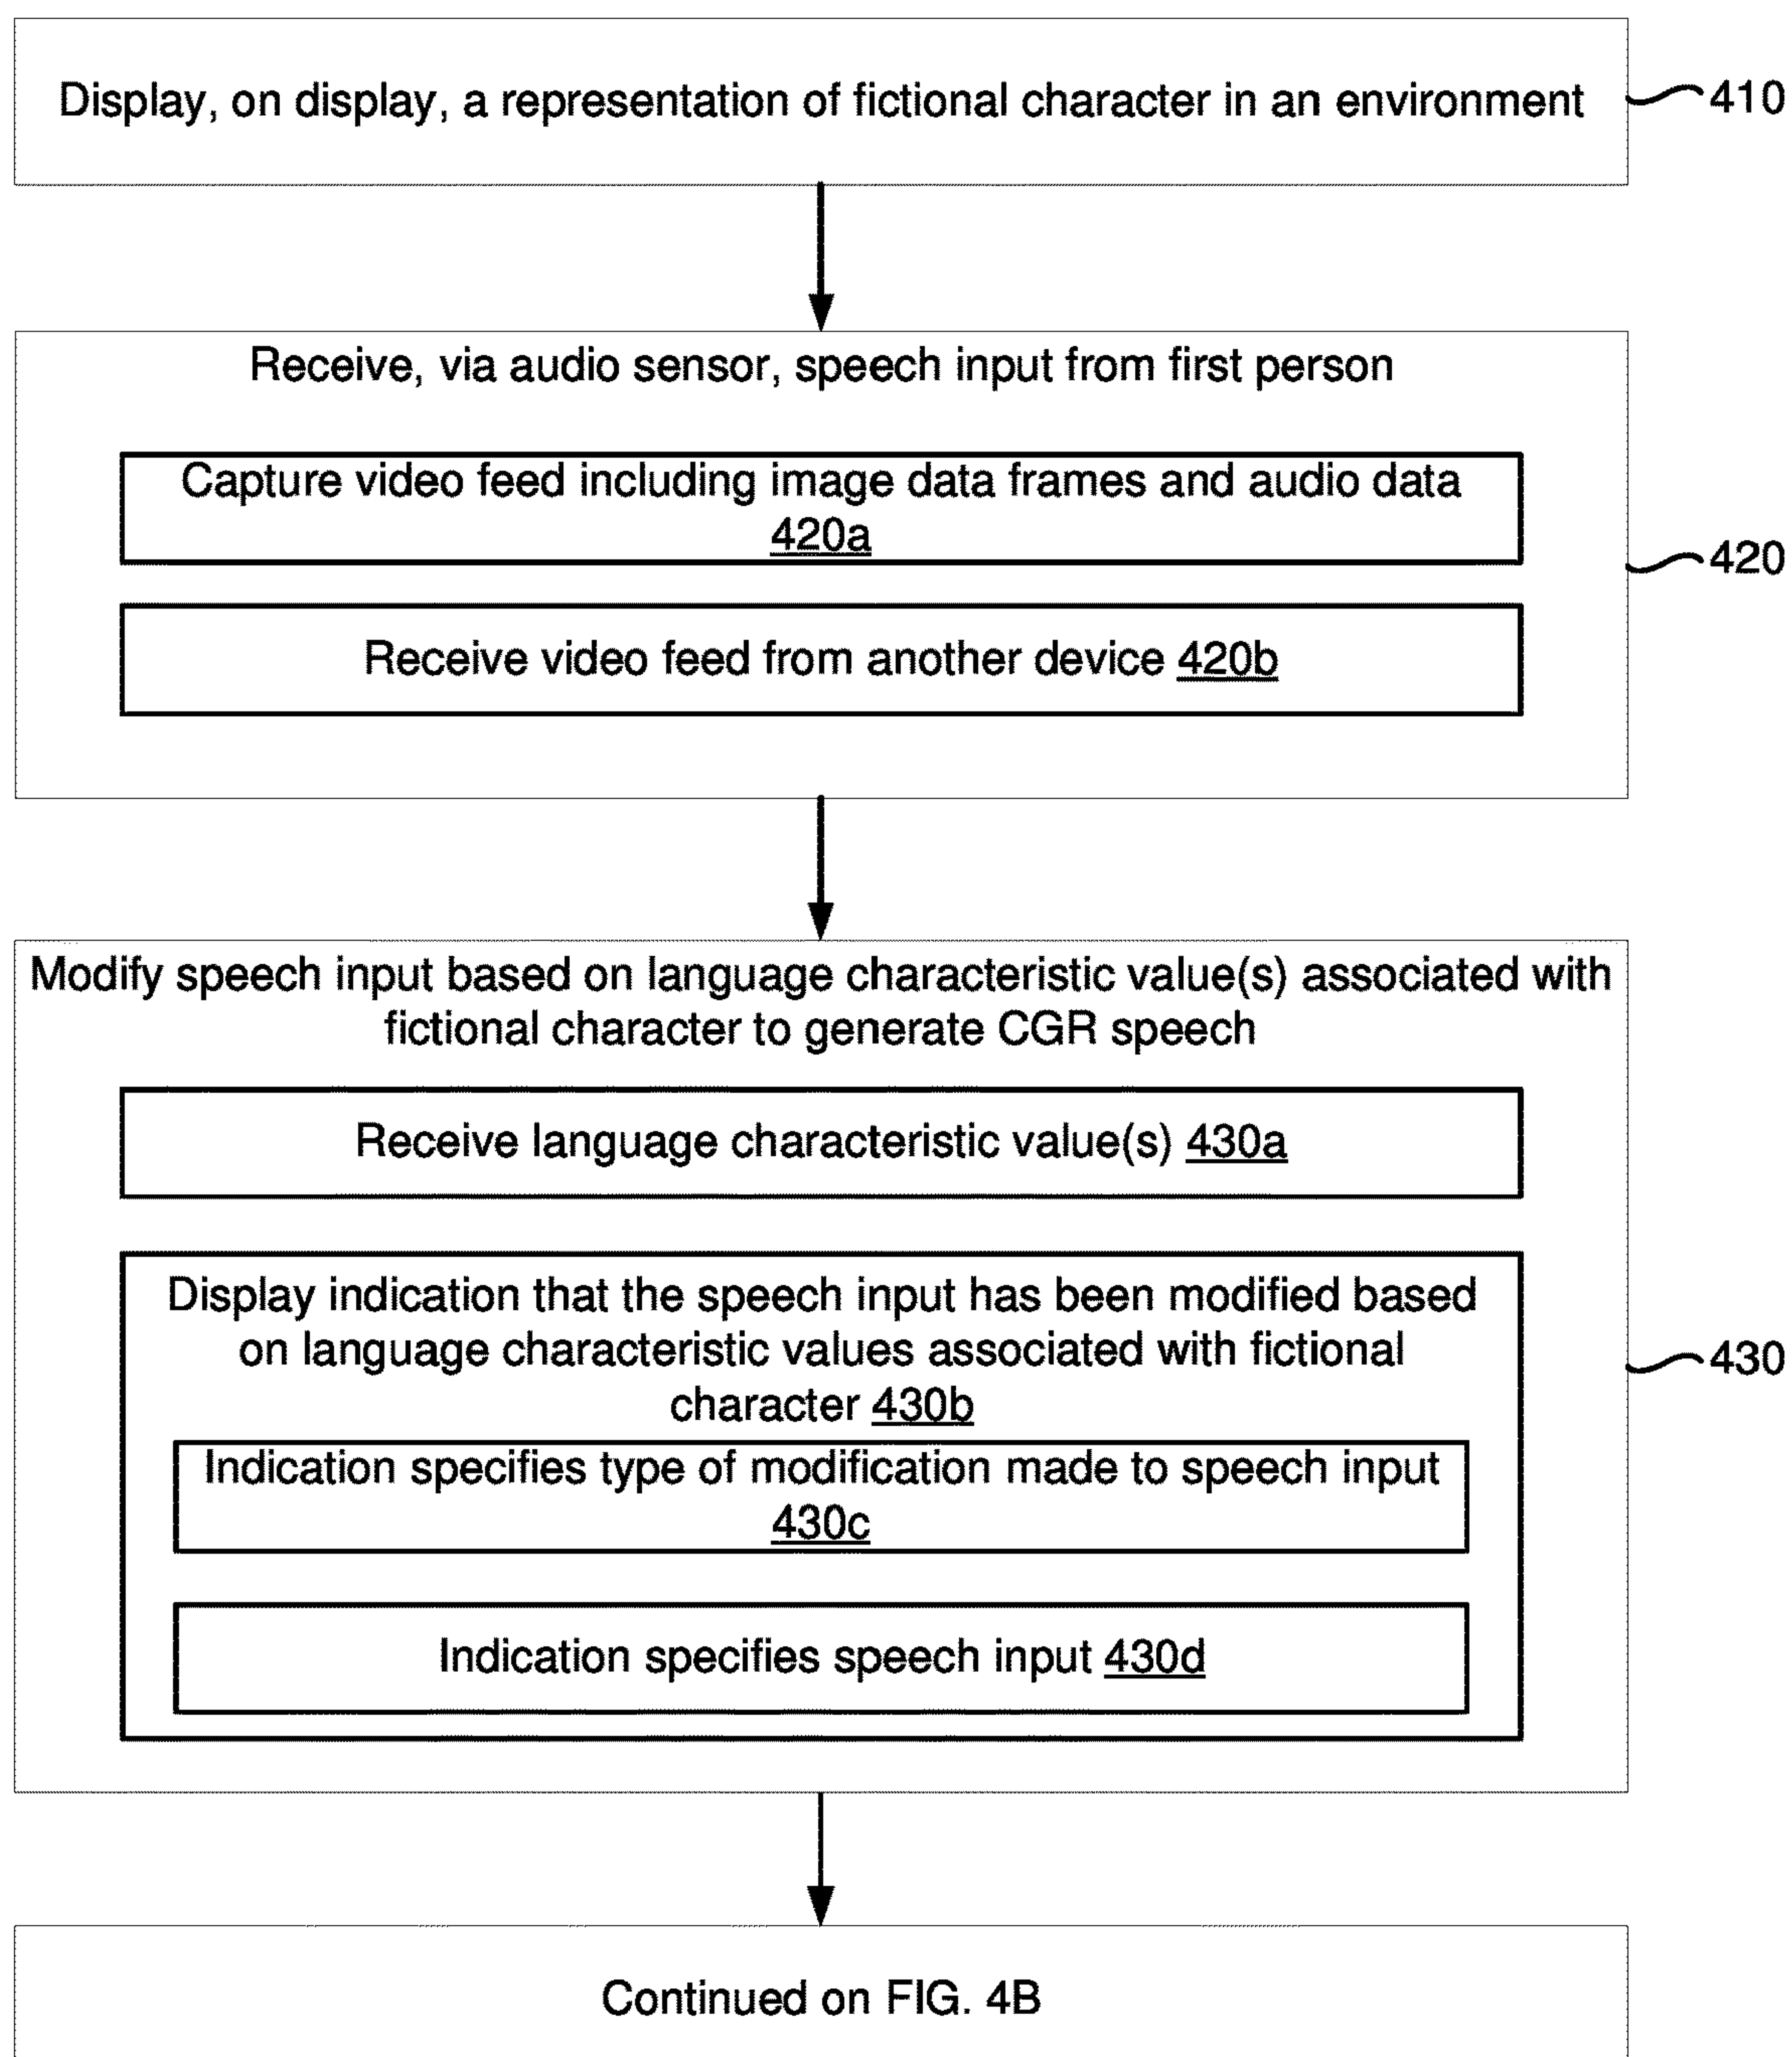 Display, on display, a representation of fictional character in an environment
410
Receive, via audio sensor, speech input from first person
Capture video feed including image data frames and audio data
420a
Receive video feed from another device 420b
420
Modify speech input based on language characteristic value(s) associated with
fictional character to generate CGR speech
Receive language characteristic value(s) 430a
Display indication that the speech input has been modified based
on language characteristic values associated with fictional
character 430b
Indication specifies type of modification made to speech input
430c
Indication specifies speech input 430d
430
Continued on FIG. 4B